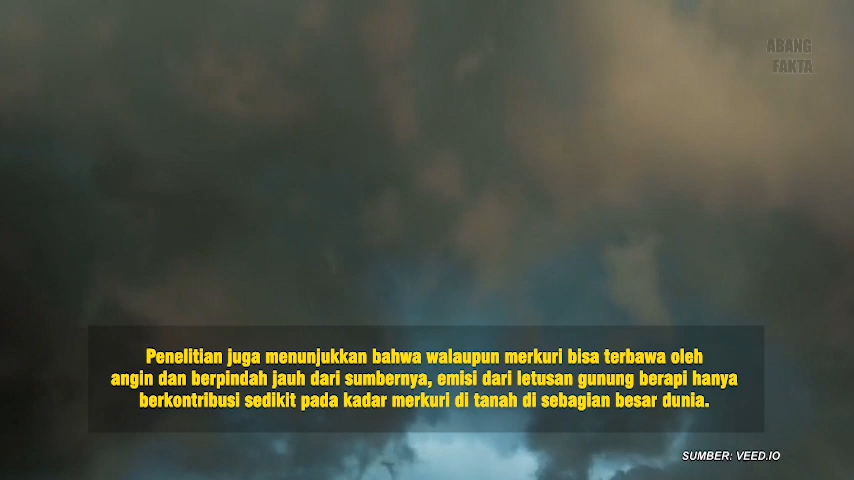 ABANG
FAKTA
Penelitian juga menunjukkan bahwa walaupun merkuri bisa terbawa oleh
angin dan berpindah jauh dari sumbernya, emisi dari letusan gunung berapi hanya
berkontribusi sedikit pada kadar merkuri di tanah di sebagian besar dunia.
SUMBER: VEED.IO